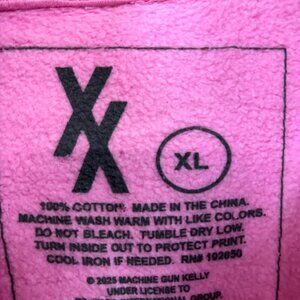 XX
XL
100% COTTON. MADE IN THE CHINA.
MACHINE WASH WARM WITH LIKE COLORS.
DO NOT BLEACH. TUMBLE DRY LOW.
TURN INSIDE OUT TO PROTECT PRINT.
COOL IRON IF NEEDED. RN# 192650
© 2025 MACHINE GUN KELLY
UNDER LICENSE TO
GROUP.